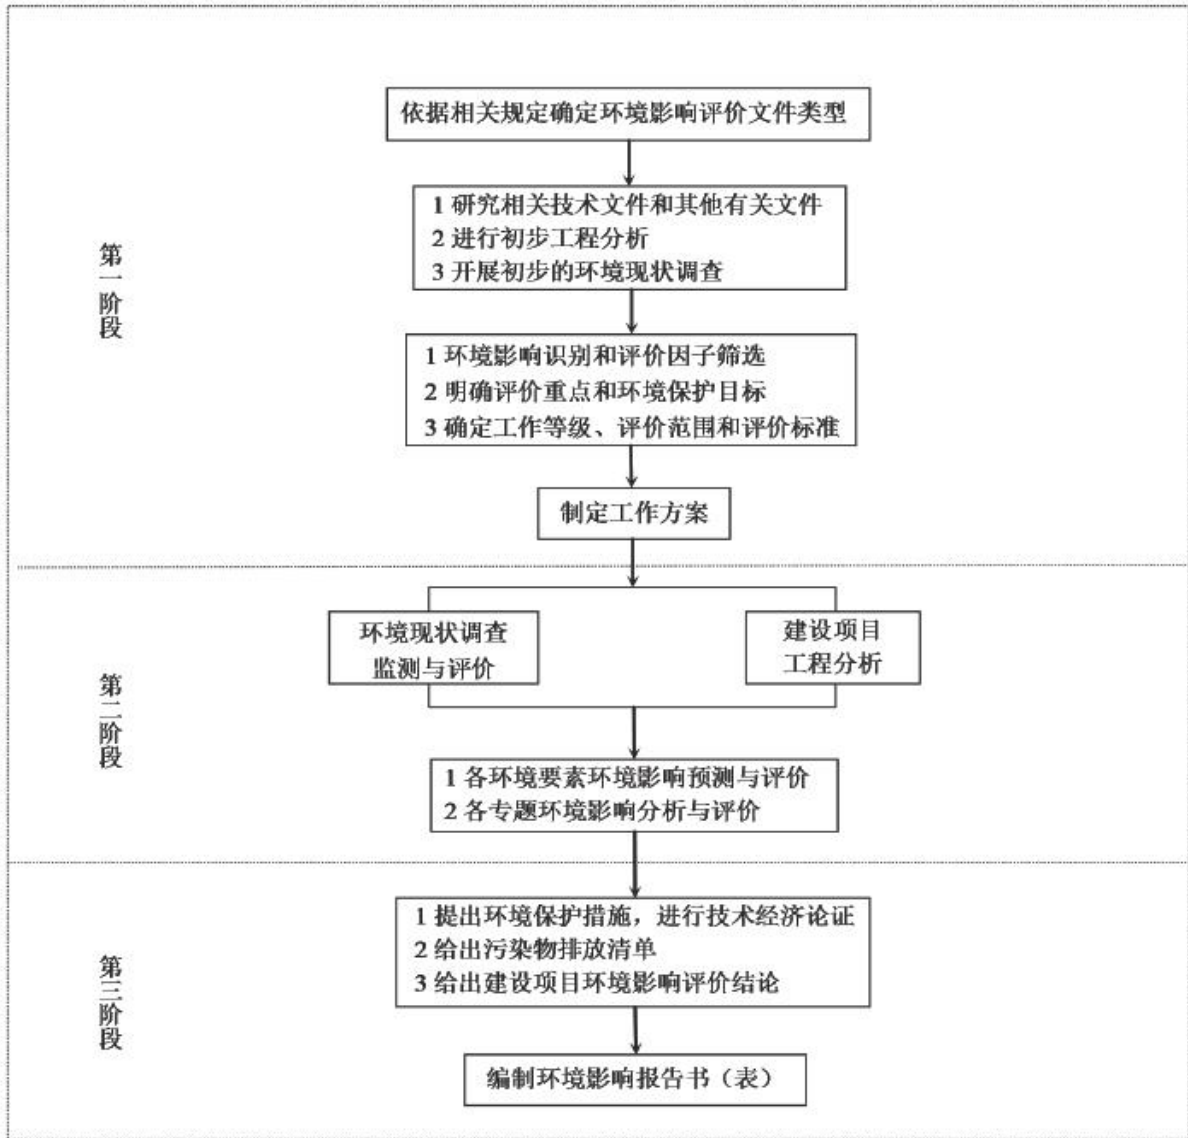 依据相关规定确定环境影响评价文件类型
1 研究相关技术文件和其他有关文件
2 进行初步工程分析
3 开展初步的环境现状调查
第一阶段
1 环境影响识别和评价因子筛选
2 明确评价重点和环境保护目标
3 确定工作等级、评价范围和评价标准
制定工作方案
环境现状调查
监测与评价
建设项目
工程分析
第二阶段
1 各环境要素环境影响预测与评价
2 各专题环境影响分析与评价
1 提出环境保护措施，进行技术经济论证
2 给出污染物排放清单
3 给出建设项目环境影响评价结论
第三阶段
编制环境影响报告书（表）